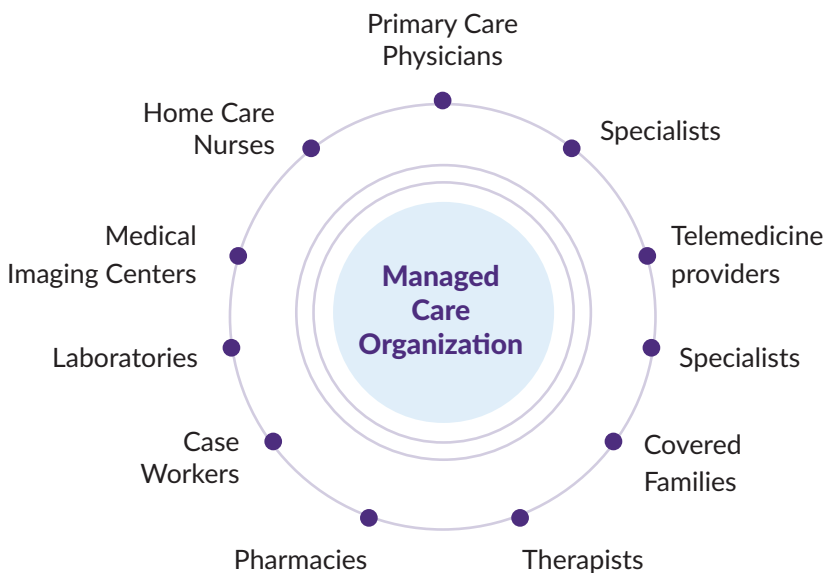 Primary Care
Physicians
Home Care
Nurses
Specialists
Medical
Imaging Centers
Telemedicine
providers
Managed
Care
Organization
Laboratories
Specialists
Case
Workers
Covered
Families
Pharmacies
Therapists